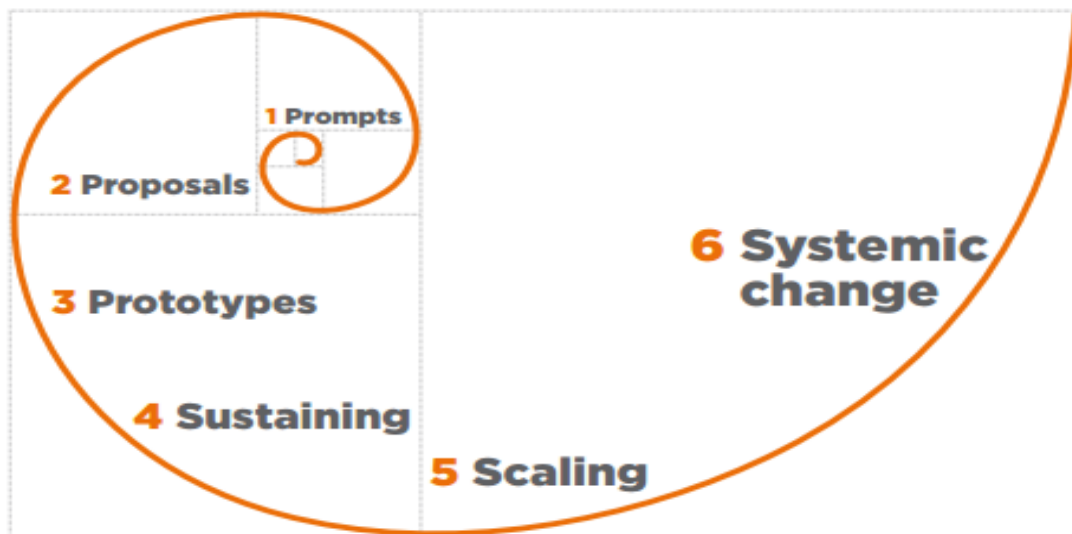 1 Prompts
2 Proposals
3 Prototypes
4 Sustaining
5 Scaling
6 Systemic
change